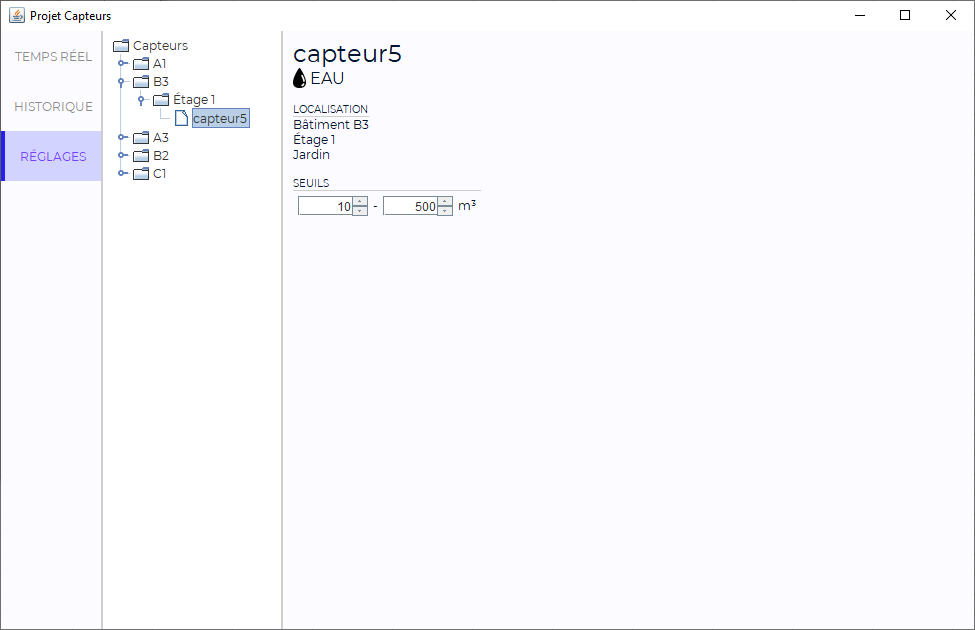 Projet Capteurs
TEMPS RÉEL
HISTORIQUE
RÉGLAGES
Capteurs
A1
B3
Étage 1
capteur5
A3
B2
C1
capteur5
EAU
LOCALISATION
Bâtiment B3
Étage 1
Jardin
SEUILS
10 - 500 m³